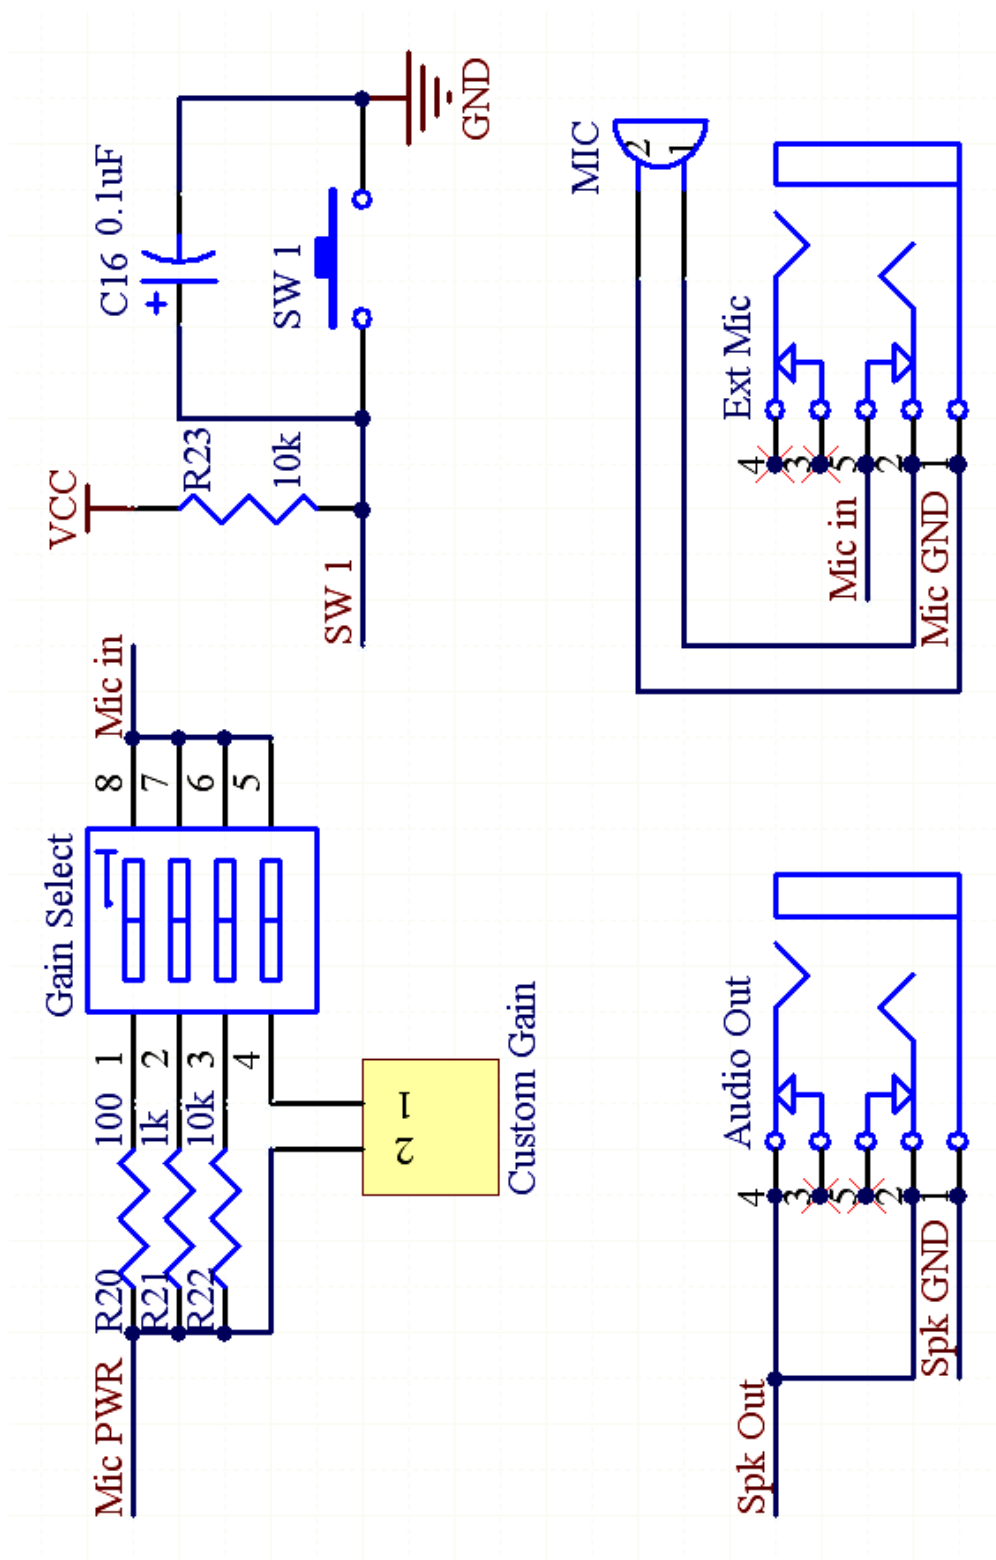 Mic PWR
R20
100
1
R21
1k
2
R22
10k
3
4
Gain Select
8
7
6
5
Mic in
1
2
Custom Gain
VCC
R23
10k
SW 1
C16 0.1uF
+
SW 1
GND
Spk Out
Spk GND
4
3
5
2
1
Audio Out
Mic in
Mic GND
4
3
5
2
1
Ext Mic
MIC
2
1